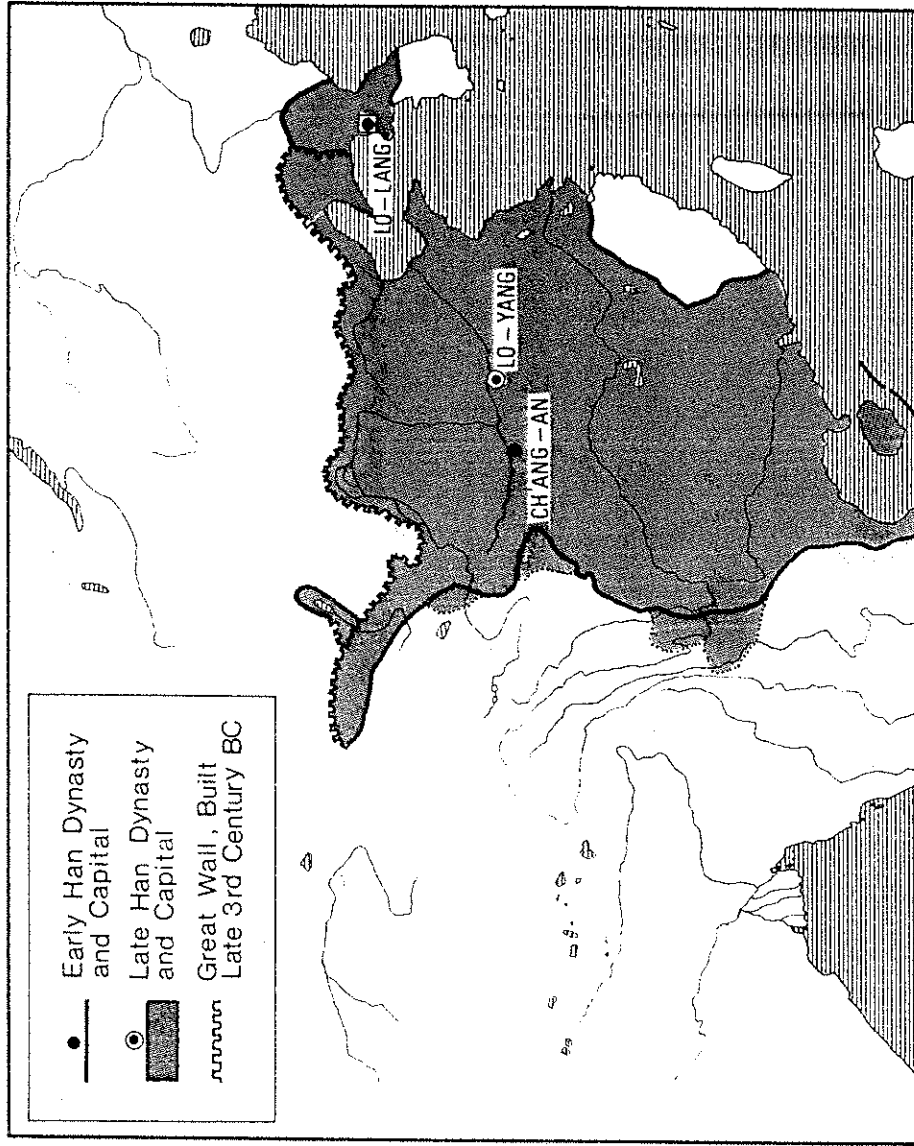 Early Han Dynasty
and Capital
Late Han Dynasty
and Capital
Great Wall, Built
Late 3rd Century BC
LO-LANG
LO-YANG
CH'ANG-AN